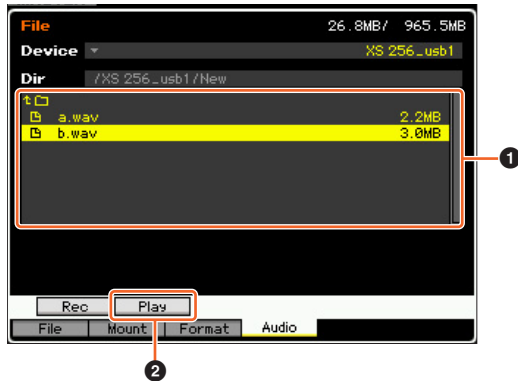 File 26.8MB/ 965.5MB
Device XS 256_usb1
Dir /XS 256_usb1/New
a.wav 2.2MB
b.wav 3.0MB
1
Rec Play
File Mount Format Audio
2